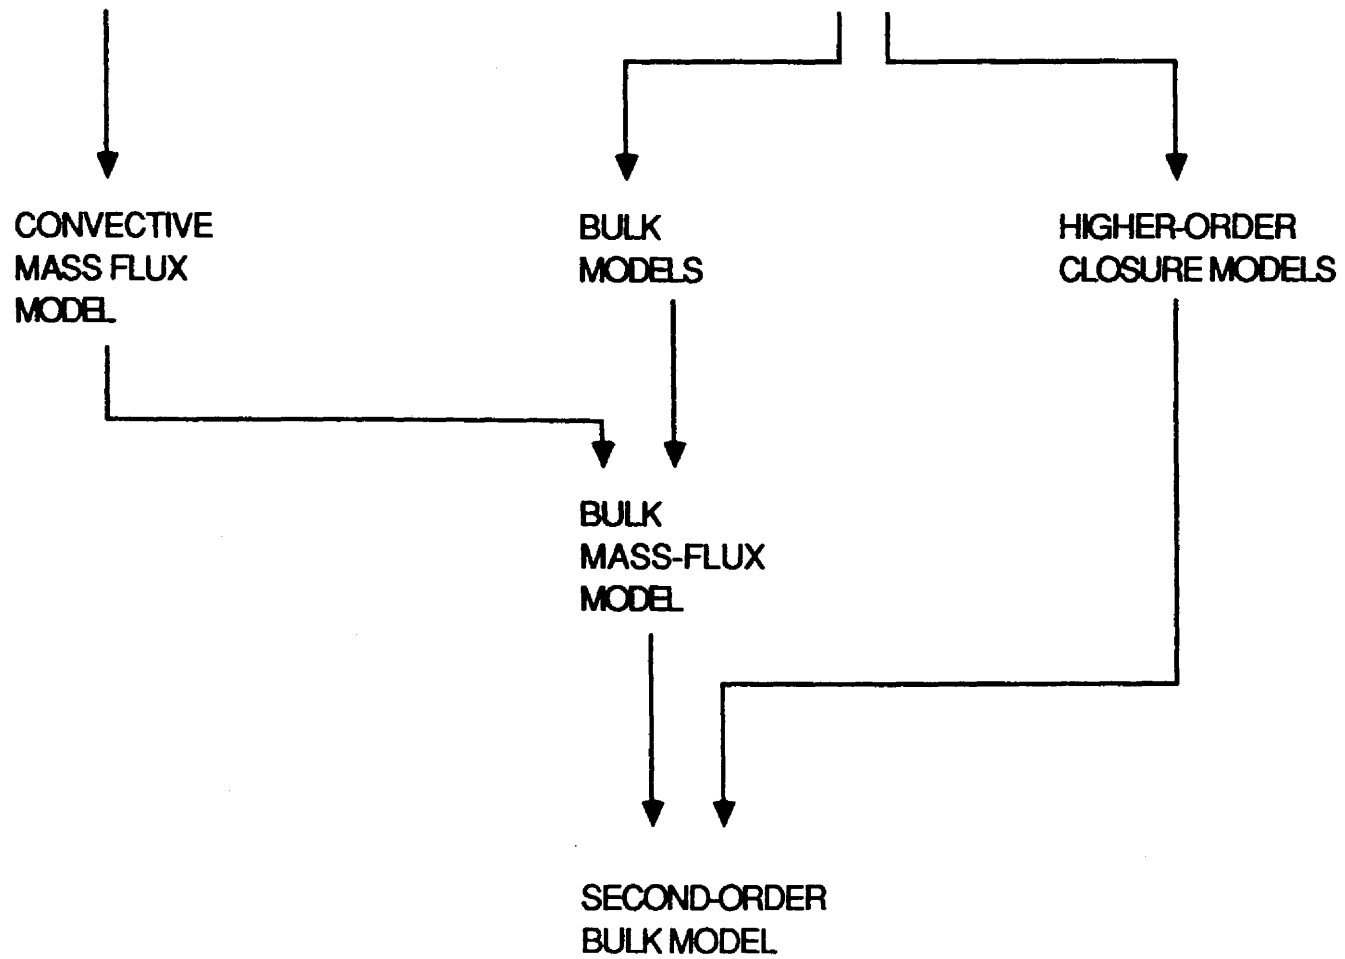 CONVECTIVE
MASS FLUX
MODEL
BULK
MODELS
HIGHER-ORDER
CLOSURE MODELS
BULK
MASS-FLUX
MODEL
SECOND-ORDER
BULK MODEL